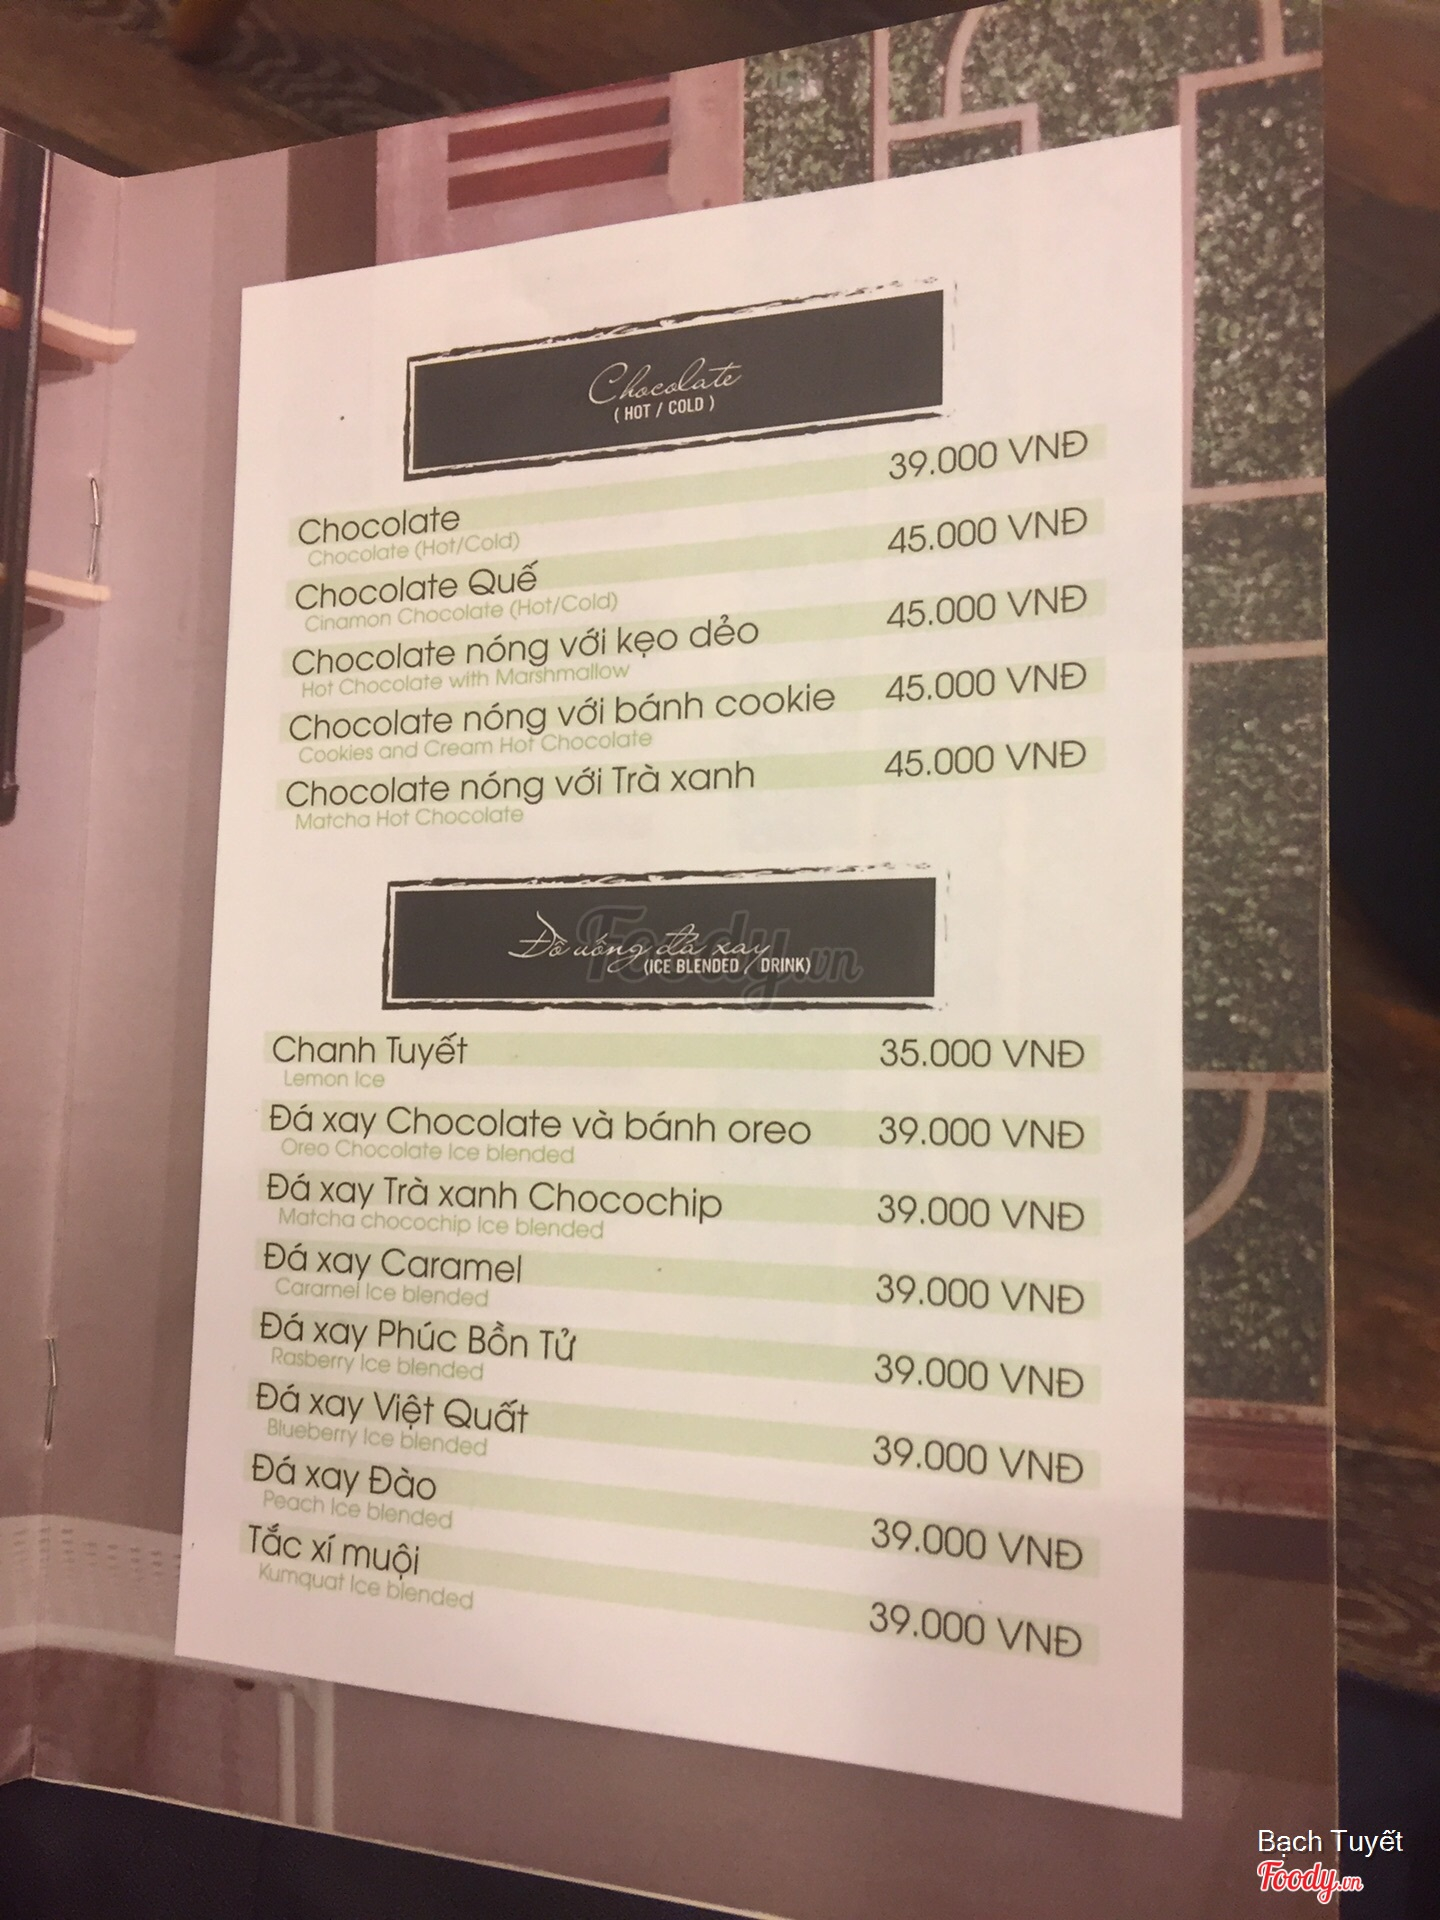 Chocolate
( HOT / COLD )
Chocolate 39.000 VNĐ
Chocolate (Hot/Cold)
Chocolate Quế 45.000 VNĐ
Cinamon Chocolate (Hot/Cold)
Chocolate nóng với kẹo dẻo 45.000 VNĐ
Hot Chocolate with Marshmallow
Chocolate nóng với bánh cookie 45.000 VNĐ
Cookies and Cream Hot Chocolate
Chocolate nóng với Trà xanh 45.000 VNĐ
Matcha Hot Chocolate
Đồ uống đá xay
(ICE BLENDED / DRINK)
Foody.vn
Chanh Tuyết 35.000 VNĐ
Lemon Ice
Đá xay Chocolate và bánh oreo 39.000 VNĐ
Oreo Chocolate Ice blended
Đá xay Trà xanh Chocochip 39.000 VNĐ
Matcha chocochip Ice blended
Đá xay Caramel 39.000 VNĐ
Caramel Ice blended
Đá xay Phúc Bồn Tử 39.000 VNĐ
Rasberry Ice blended
Đá xay Việt Quất 39.000 VNĐ
Blueberry Ice blended
Đá xay Đào 39.000 VNĐ
Peach Ice blended
Tắc xí muội 39.000 VNĐ
Kumquat Ice blended
Bạch Tuyết
Foody.vn